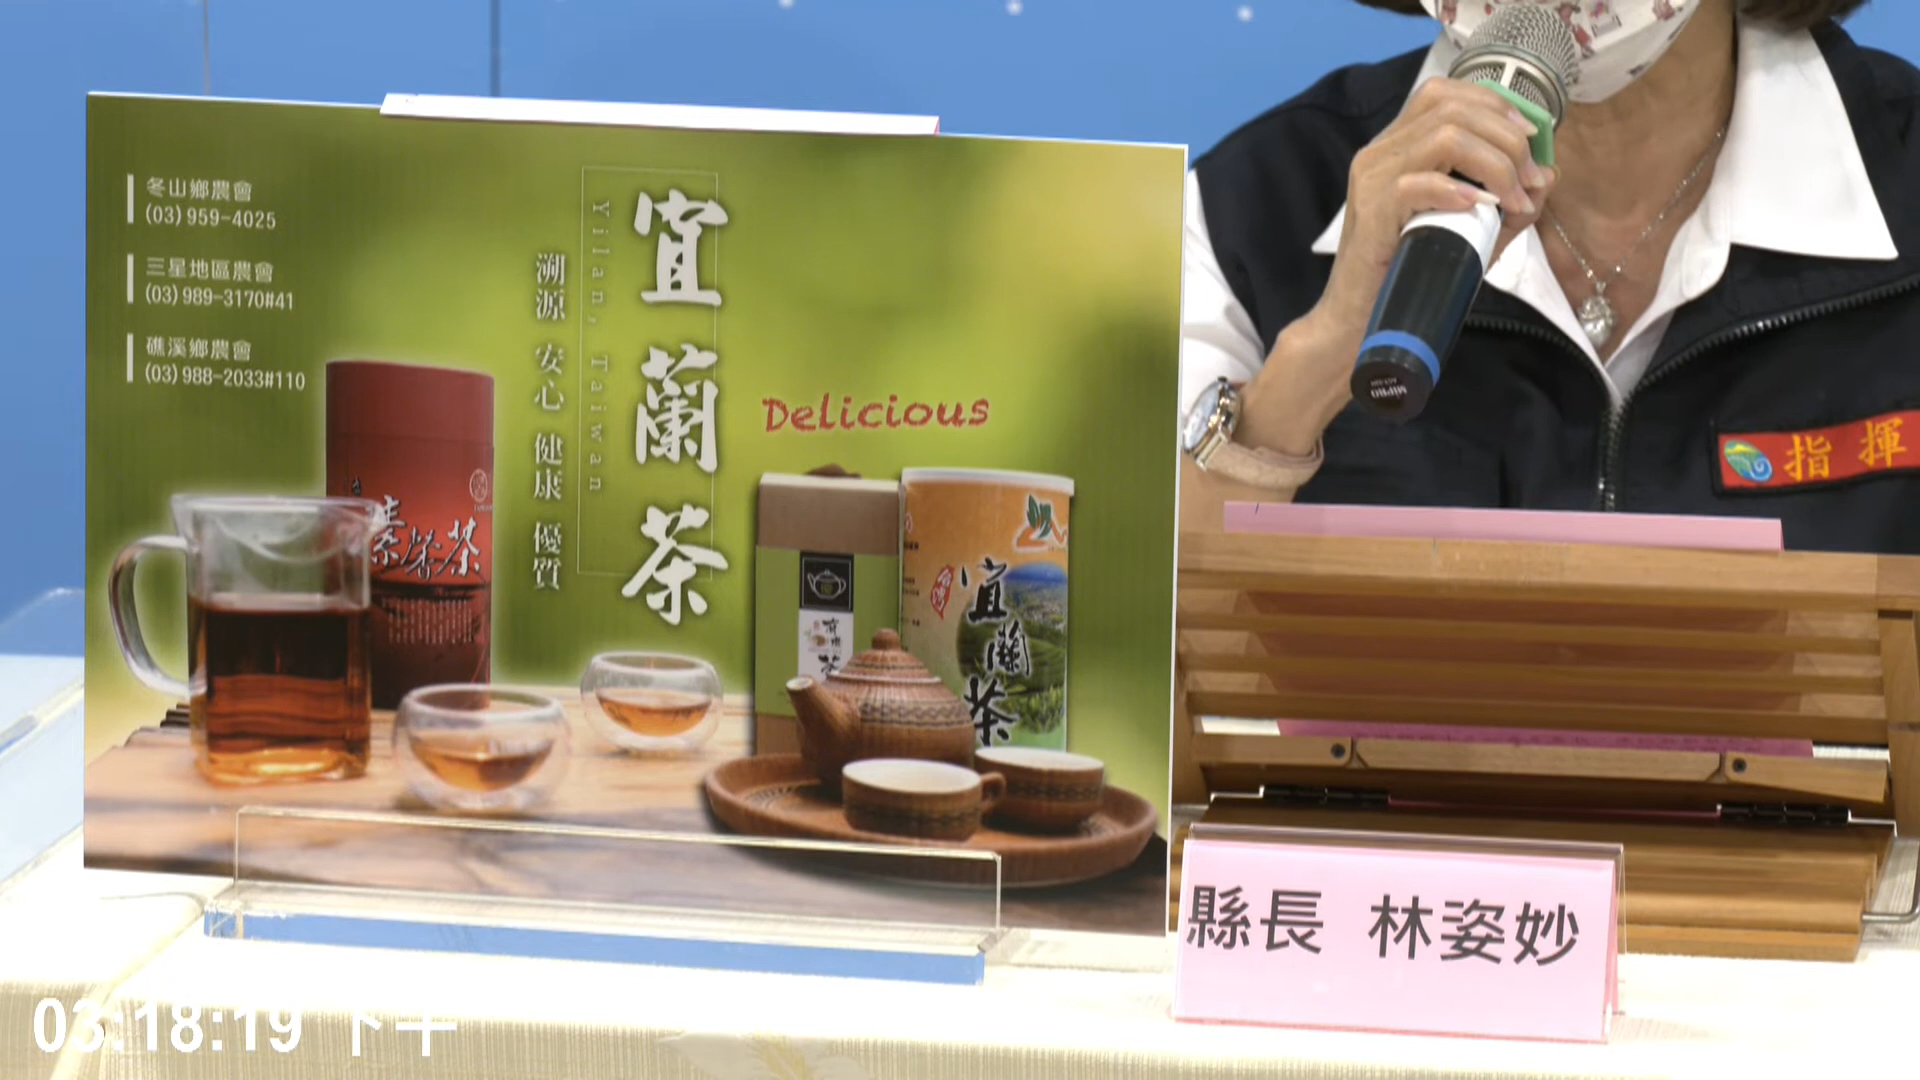 冬山鄉農會
(03)959-4025
三星地區農會
(03)989-3170#41
礁溪鄉農會
(03)988-2033#110
宜蘭茶
Yilan, Taiwan
溯源 安心 健康 優質
Delicious
素馨茶
台灣
宜蘭茶
MIPRO
指揮
縣長 林姿妙
03:18:19 下午